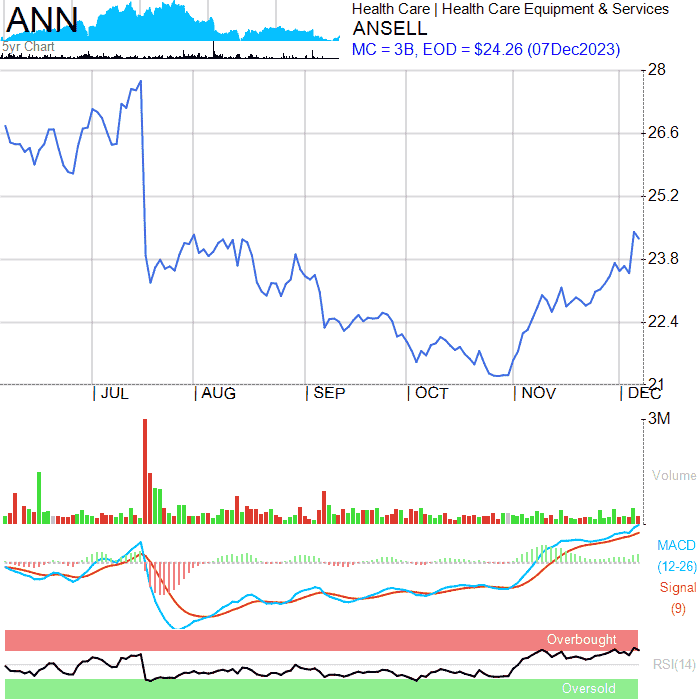 ANN
5yr Chart
Health Care | Health Care Equipment & Services
ANSELL
MC = 3B, EOD = $24.26 (07Dec2023)
28
26.6
25.2
23.8
22.4
21
| JUL | AUG | SEP | OCT | NOV | DEC
3M
Volume
MACD
(12-26)
Signal
(9)
Overbought
RSI(14)
Oversold